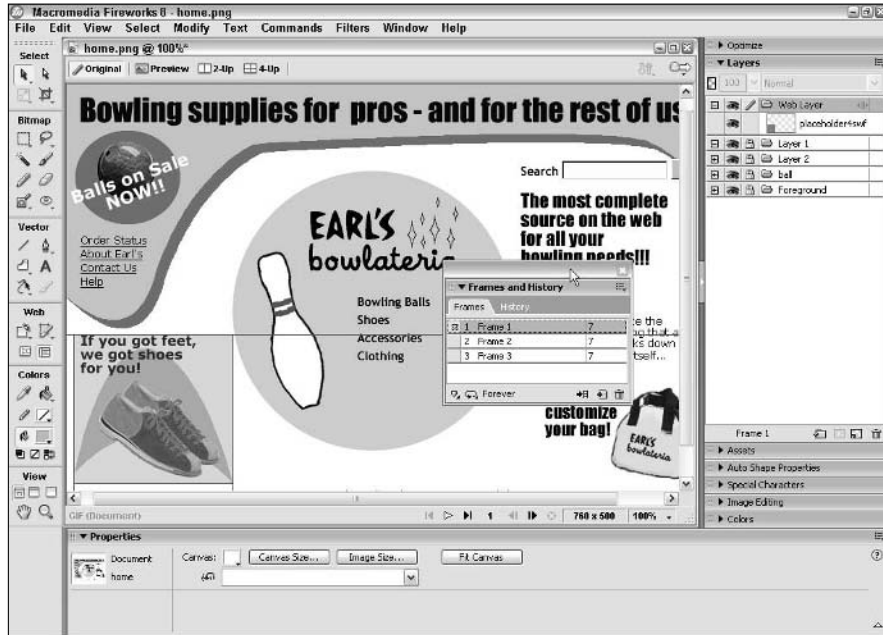 Macromedia Fireworks 8 - home.png
File Edit View Select Modify Text Commands Filters Window Help
Select
Bitmap
Vector
Web
Colors
View
home.png @ 100%*
Original Preview 2-Up 4-Up
Bowling supplies for pros - and for the rest of us
Balls on Sale
NOW!!
Order Status
About Earl's
Contact Us
Help
If you got feet,
we got shoes
for you!
EARL'S
bowlateria
Bowling Balls
Shoes
Accessories
Clothing
Search
The most complete
source on the web
for all your
bowling needs!!!
customize
your bag!
EARL'S
bowlateria
Frames and History
Frames History
1 Frame 1 7
2 Frame 2 7
3 Frame 3 7
Forever
GIF (Document)
1
760 x 500 100%
Optimize
Layers
100 Normal
Web Layer
placeholder4swf
Layer 1
Layer 2
ball
Foreground
Frame 1
Assets
Auto Shape Properties
Special Characters
Image Editing
Colors
Properties
Document
home
Canvas: Canvas Size... Image Size... Fit Canvas